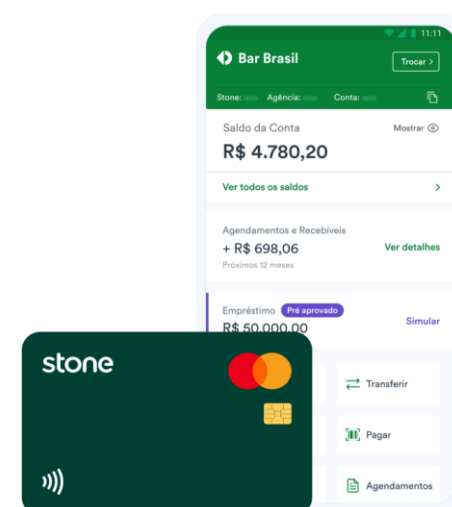 11:11
Bar Brasil
Trocar >
Stone: Agência: Conta:
Saldo da Conta Mostrar
R$ 4.780,20
Ver todos os saldos >
Agendamentos e Recebíveis
+ R$ 698,06 Ver detalhes
Próximos 12 meses
Empréstimo Pré aprovado
R$ 50.000,00 Simular
stone
Transferir
Pagar
Agendamentos